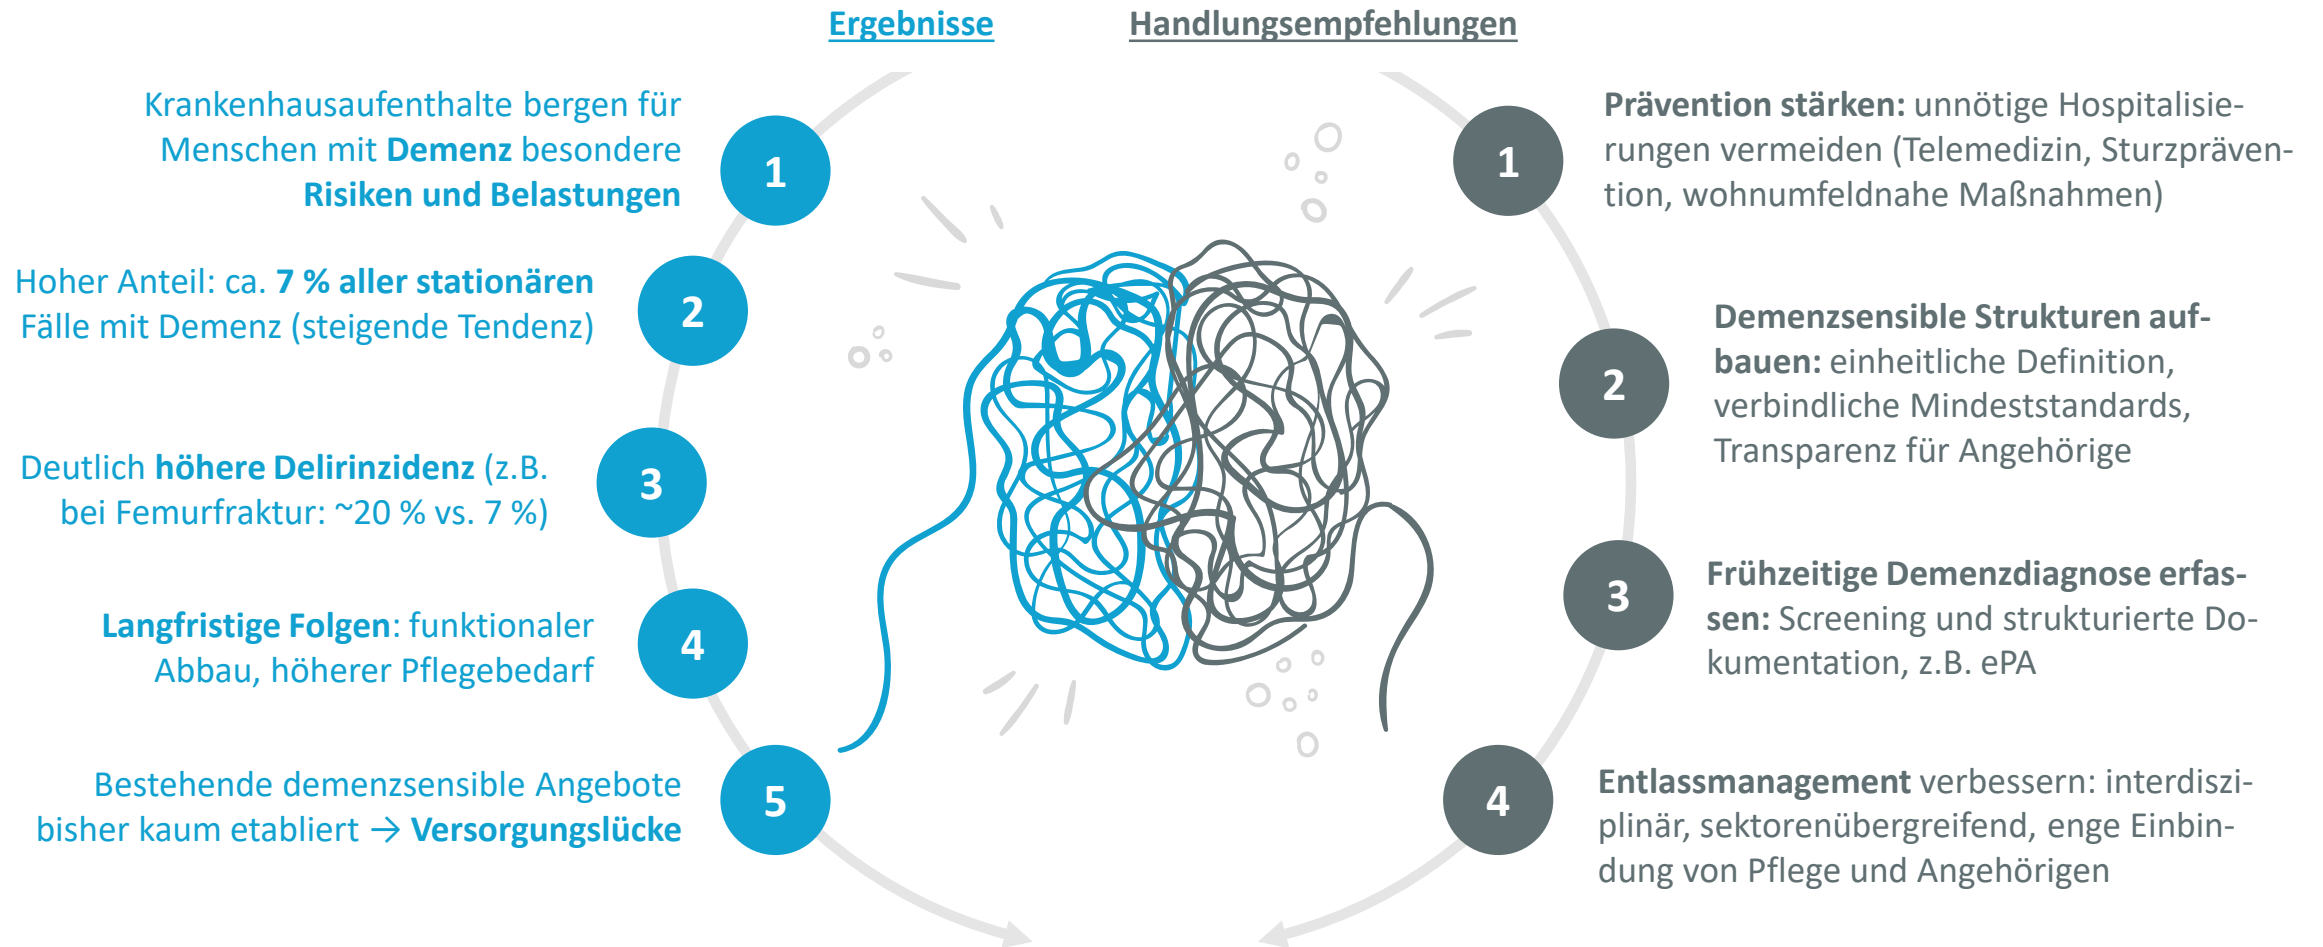 Ergebnisse
Krankenhausaufenthalte bergen für
Menschen mit Demenz besondere
Risiken und Belastungen
1
Hoher Anteil: ca. 7 % aller stationären
Fälle mit Demenz (steigende Tendenz)
2
Deutlich höhere Delirinzidenz (z.B.
bei Femurfraktur: ~20 % vs. 7 %)
3
Langfristige Folgen: funktionaler
Abbau, höherer Pflegebedarf
4
Bestehende demenzsensible Angebote
bisher kaum etabliert → Versorgungslücke
5
Handlungsempfehlungen
1
Prävention stärken: unnötige Hospitalisie-
rungen vermeiden (Telemedizin, Sturzpräven-
tion, wohnumfeldnahe Maßnahmen)
2
Demenzsensible Strukturen auf-
bauen: einheitliche Definition,
verbindliche Mindeststandards,
Transparenz für Angehörige
3
Frühzeitige Demenzdiagnose erfas-
sen: Screening und strukturierte Do-
kumentation, z.B. ePA
4
Entlassmanagement verbessern: interdiszi-
plinär, sektorenübergreifend, enge Einbin-
dung von Pflege und Angehörigen